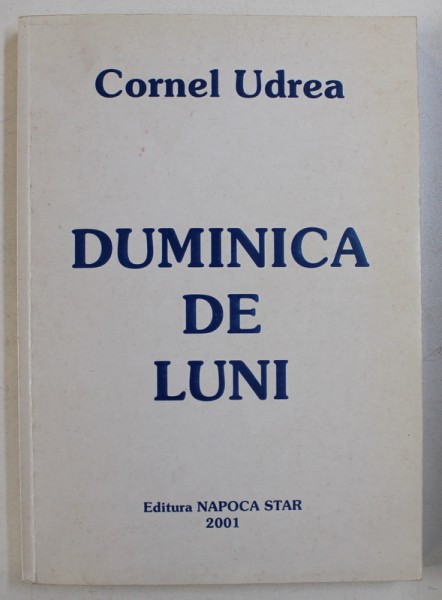 Cornel Udrea
DUMINICA
DE
LUNI
Editura NAPOCA STAR
2001